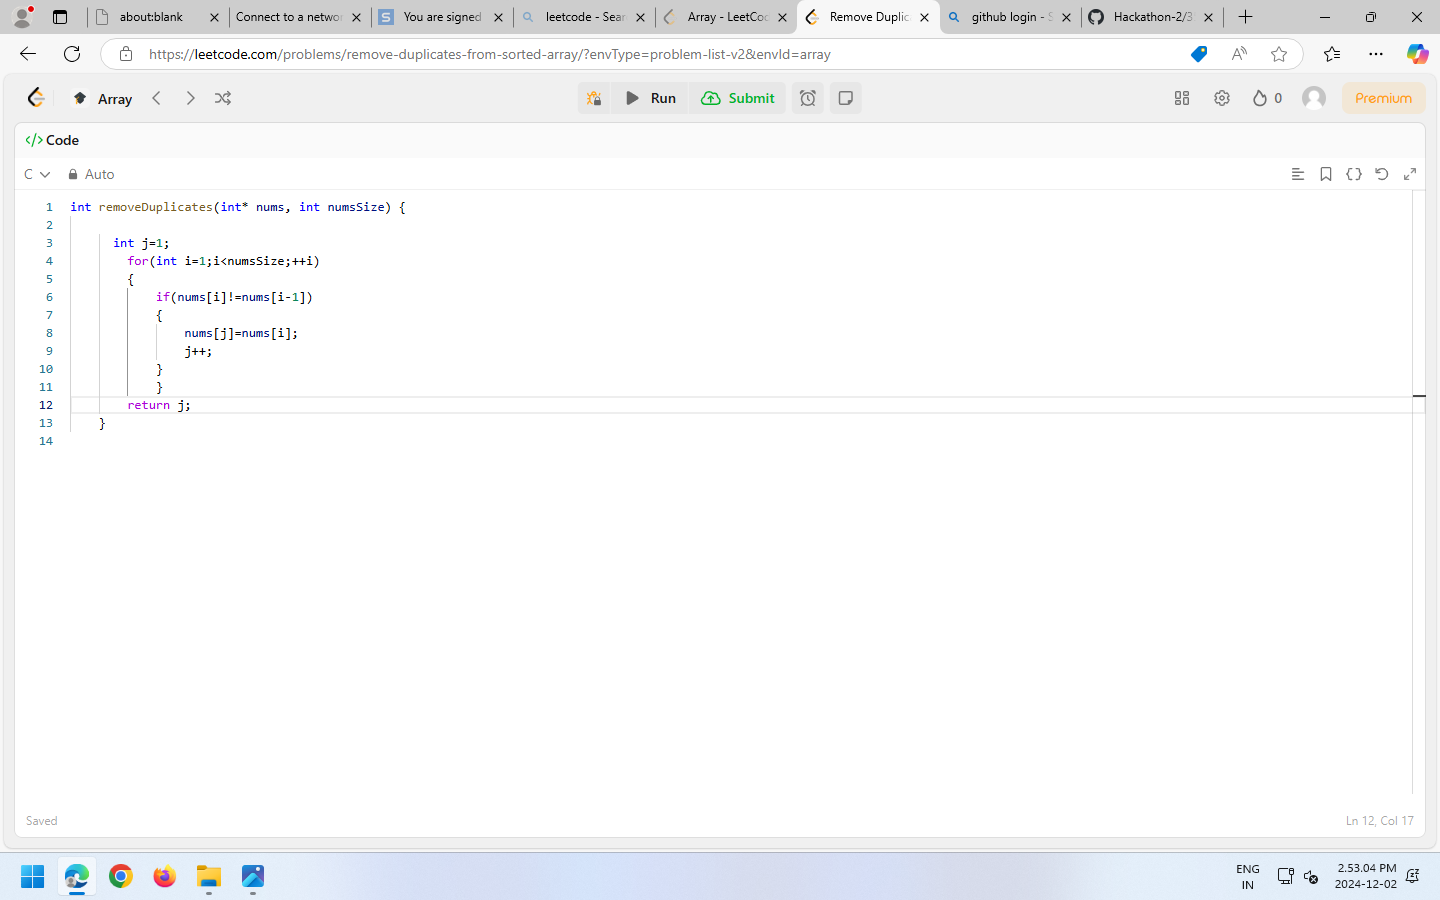 about:blank
Connect to a networ
You are signed
leetcode - Sear
Array - LeetCo
Remove Duplic
github login - S
Hackathon-2/3
https://leetcode.com/problems/remove-duplicates-from-sorted-array/?envType=problem-list-v2&envId=array
Array
Run
Submit
0
Premium
</> Code
C
Auto
1 int removeDuplicates(int* nums, int numsSize) {
2
3 int j=1;
4 for(int i=1;i<numsSize;++i)
5 {
6 if(nums[i]!=nums[i-1])
7 {
8 nums[j]=nums[i];
9 j++;
10 }
11 }
12 return j;
13 }
14
Saved
Ln 12, Col 17
ENG
IN
2.53.04 PM
2024-12-02